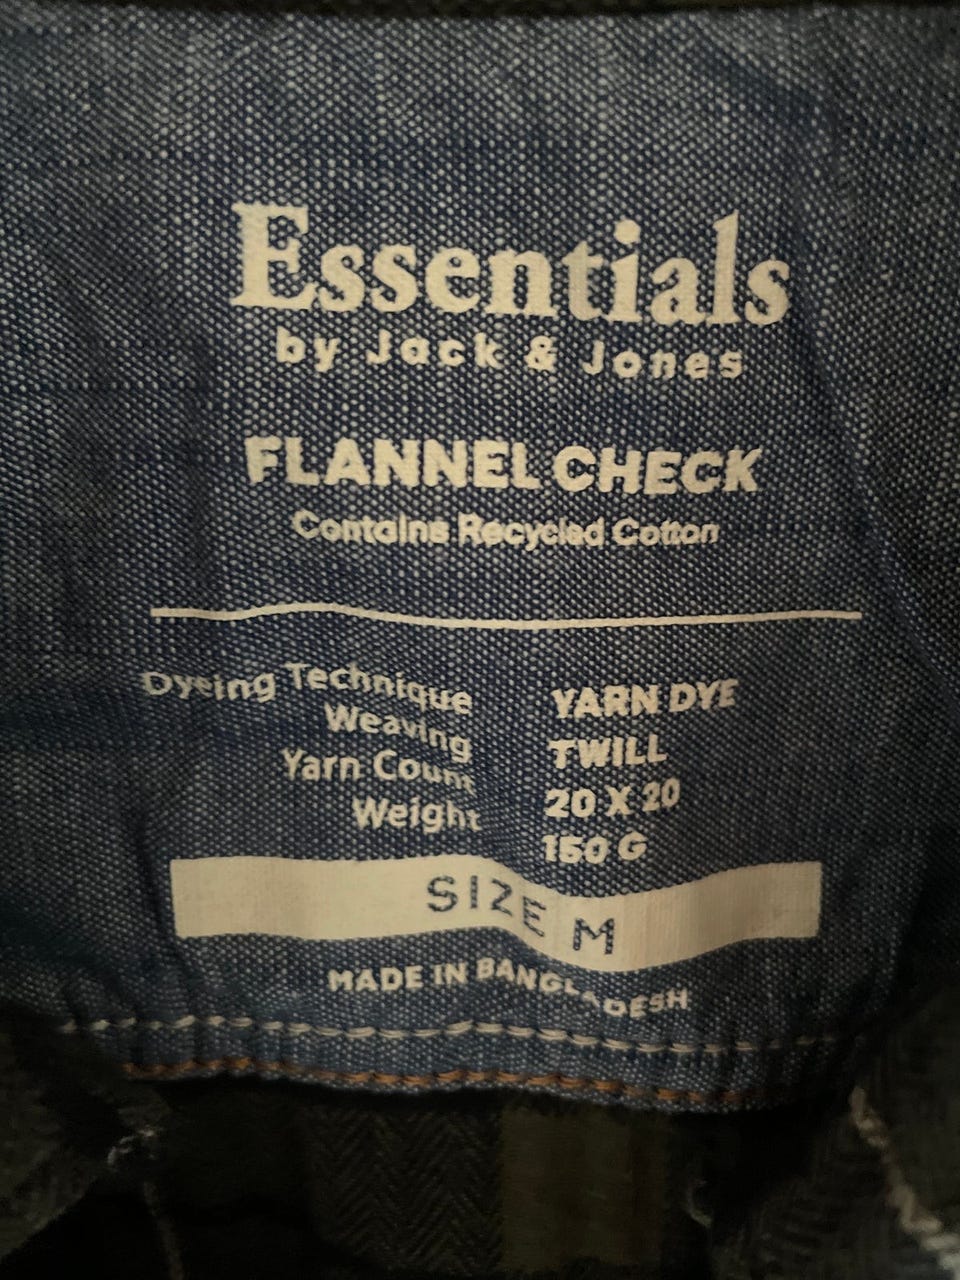 Essentials
by Jack & Jones
FLANNEL CHECK
Contains Recycled Cotton
Dyeing Technique YARN DYE
Weaving TWILL
Yarn Count 20 X 20
Weight 150 G
SIZE M
MADE IN BANGLADESH